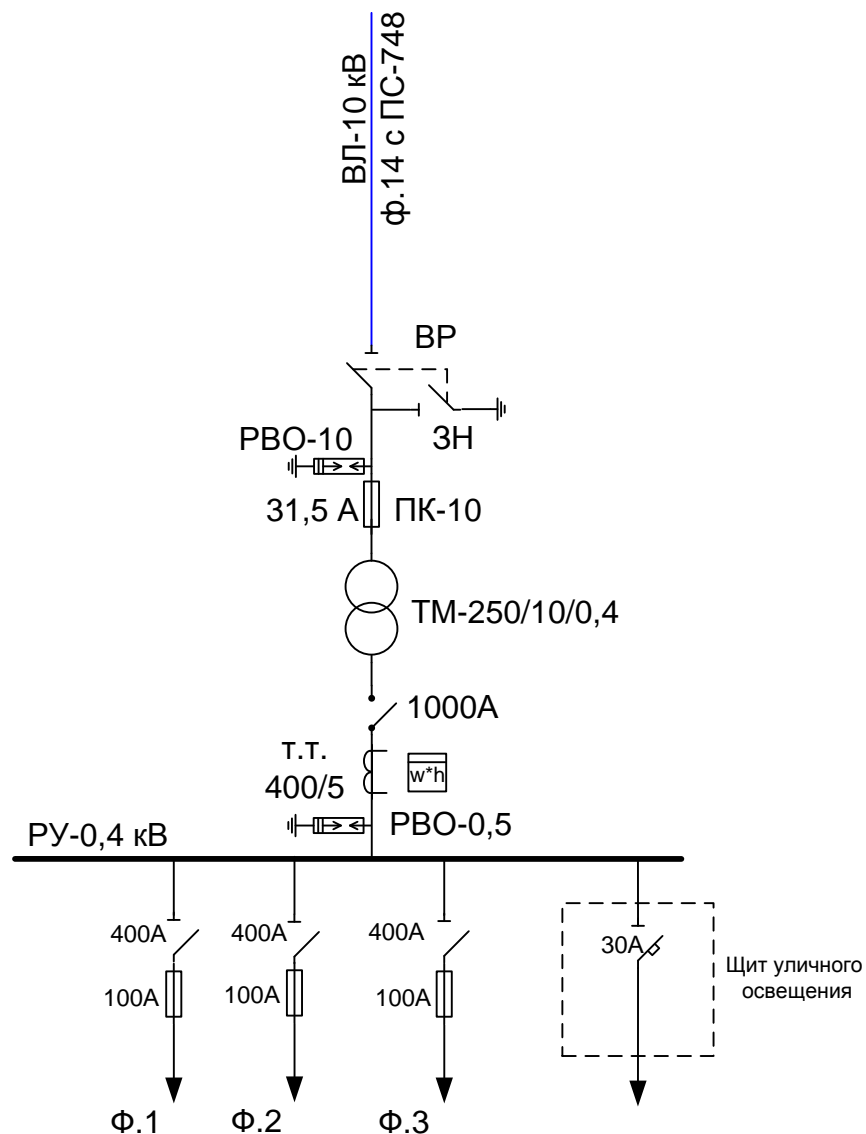 ВЛ-10 кВ
ф.14 с ПС-748
ВР
ЗН
РВО-10
31,5 А
ПК-10
ТМ-250/10/0,4
1000А
т.т.
400/5
w*h
РВО-0,5
РУ-0,4 кВ
400А
400А
400А
30А
100А
100А
100А
Щит уличного
освещения
Ф.1
Ф.2
Ф.3